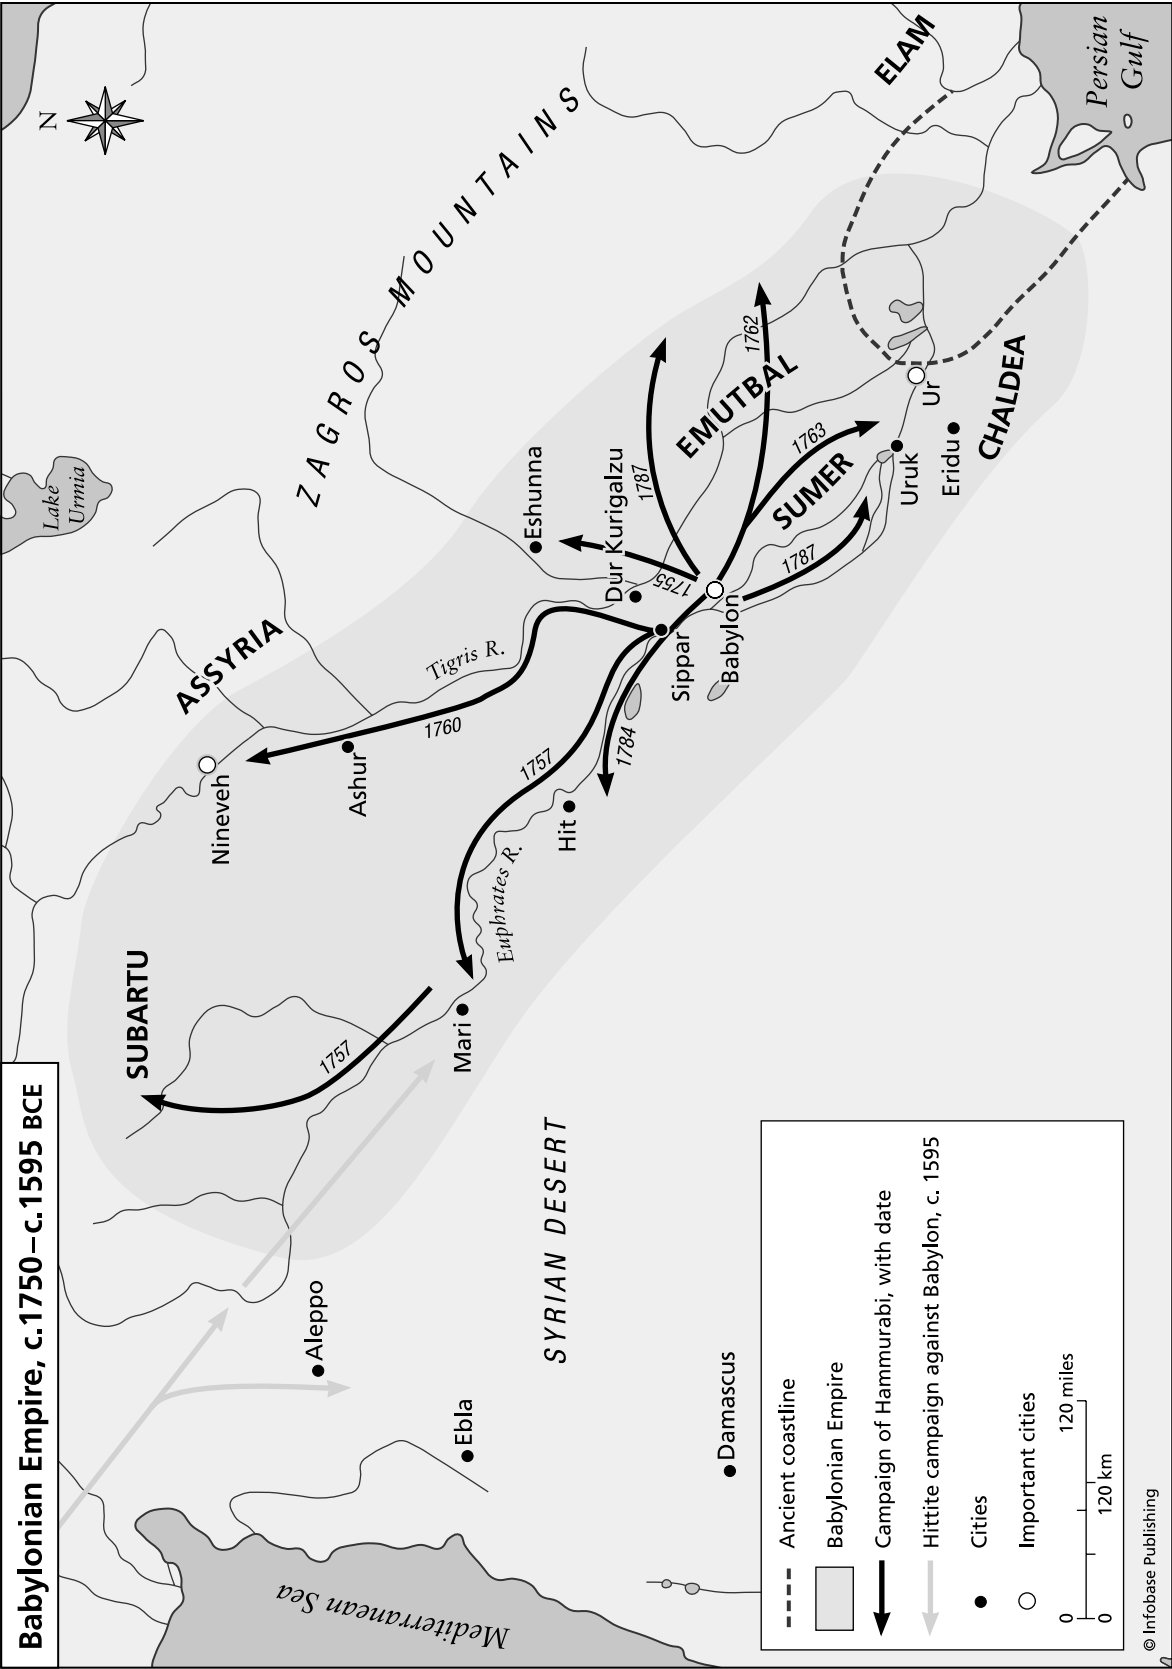 Babylonian Empire, c.1750–c.1595 BCE
N
Lake
Urmia
ZAGROS MOUNTAINS
ELAM
Persian
Gulf
ASSYRIA
SUBARTU
Nineveh
Ashur
Tigris R.
1760
Eshunna
Dur Kurigalzu
1755
1787
EMUTBAL
1762
1763
SUMER
1787
Uruk
Ur
Eridu
CHALDEA
Sippar
Babylon
1784
1757
Hit
Euphrates R.
Mari
1757
Aleppo
Ebla
SYRIAN DESERT
Damascus
Mediterranean Sea
Ancient coastline
Babylonian Empire
Campaign of Hammurabi, with date
Hittite campaign against Babylon, c. 1595
Cities
Important cities
0 120 miles
0 120 km
© Infobase Publishing